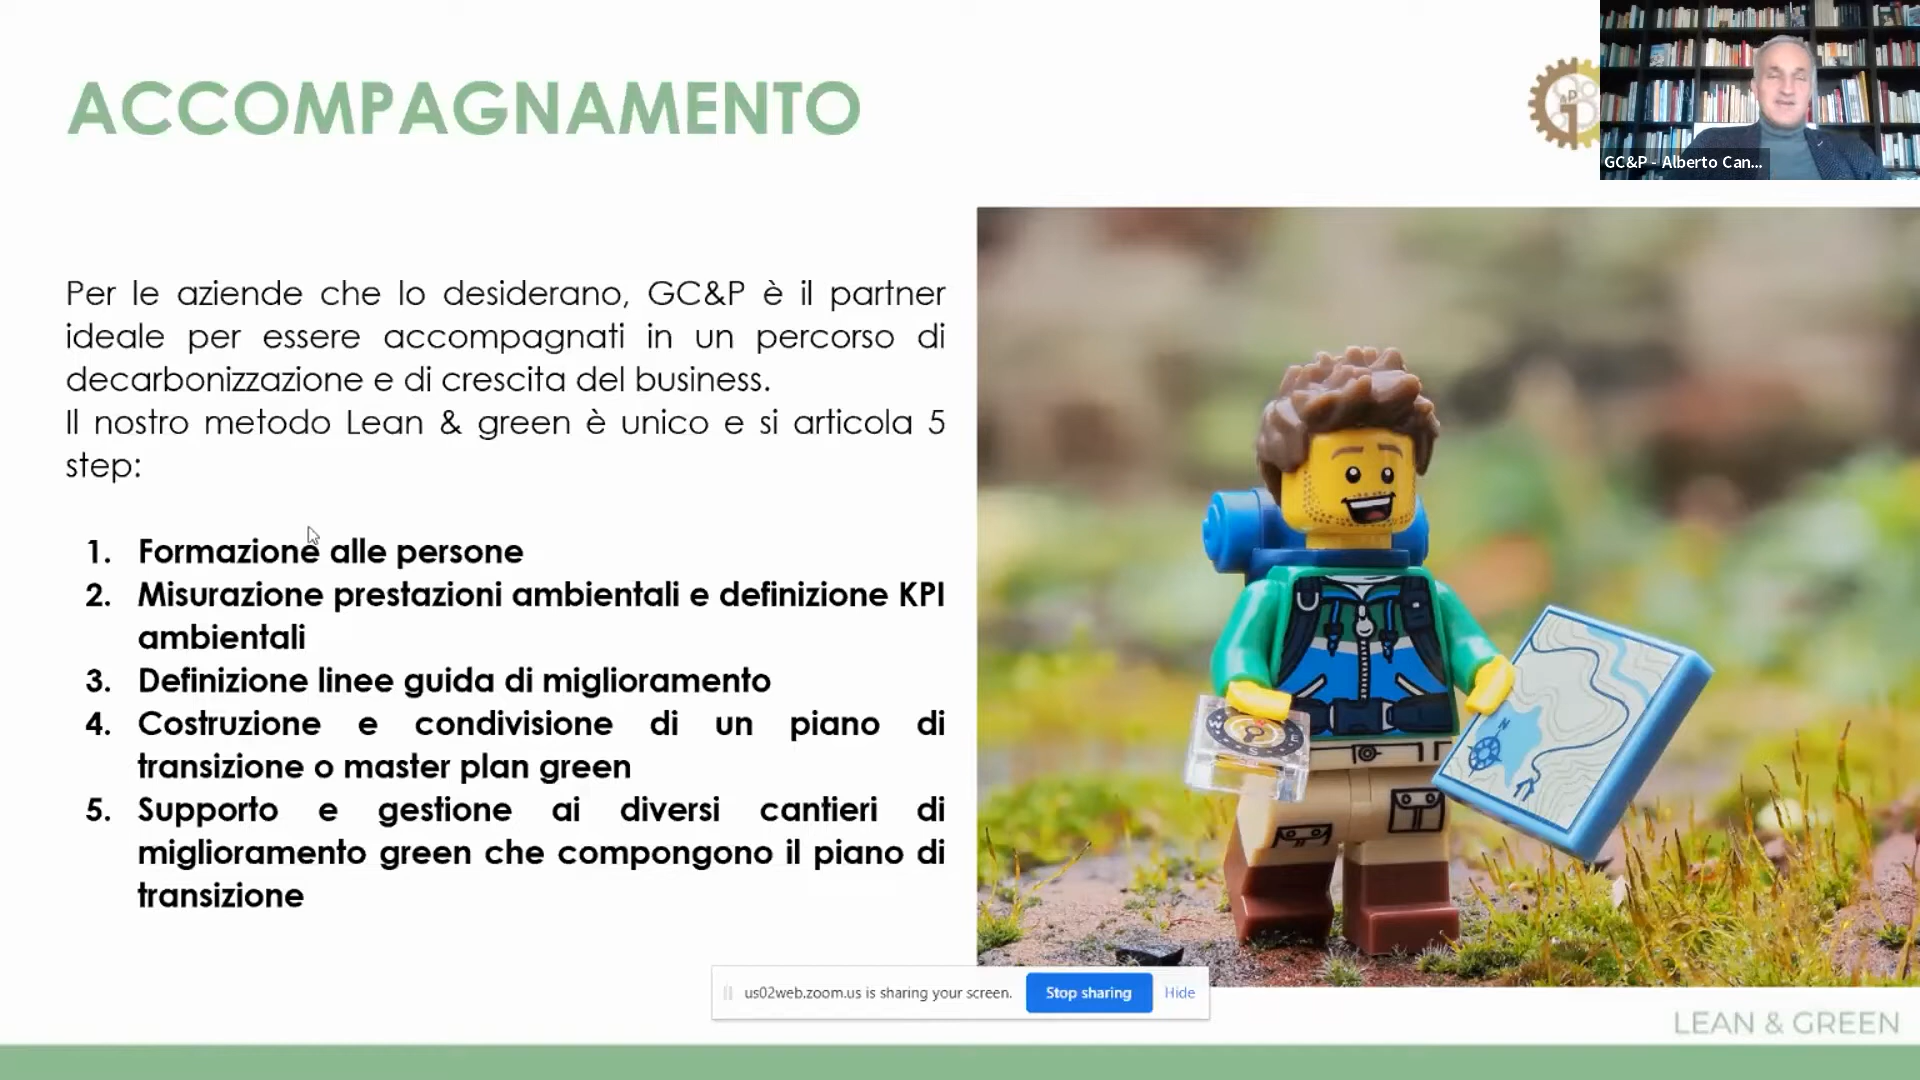 ACCOMPAGNAMENTO
GC&P - Alberto Can...
Per le aziende che lo desiderano, GC&P è il partner
ideale per essere accompagnati in un percorso di
decarbonizzazione e di crescita del business.
Il nostro metodo Lean & green è unico e si articola 5
step:
1. Formazione alle persone
2. Misurazione prestazioni ambientali e definizione KPI
ambientali
3. Definizione linee guida di miglioramento
4. Costruzione e condivisione di un piano di
transizione o master plan green
5. Supporto e gestione ai diversi cantieri di
miglioramento green che compongono il piano di
transizione
W E S
N
us02web.zoom.us is sharing your screen. Stop sharing Hide
LEAN & GREEN